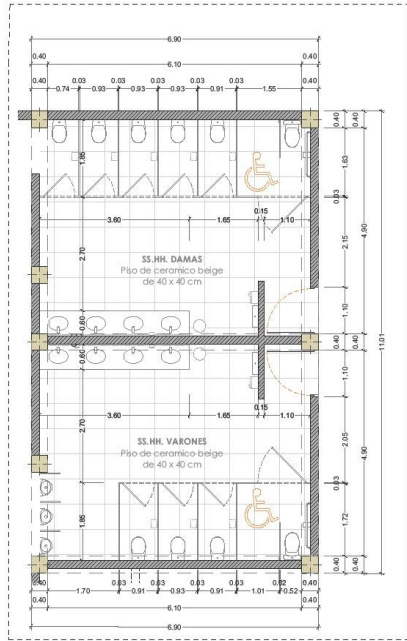 6.90
0.40 6.10 0.40
0.40 0.03 0.03 0.03 0.03 0.03 0.40
0.74 0.93 0.93 0.93 0.91 1.55
0.40 0.40
1.85
1.63
0.03
0.15
3.60 1.65 1.10
4.90
2.15
2.70
SS.HH. DAMAS
Piso de ceramico beige
de 40 x 40 cm
1.10
0.60
0.40 0.40
11.01
0.60
1.10
0.15
3.60 1.65 1.10
2.70
SS.HH. VARONES
Piso de ceramico beige
de 40 x 40 cm
2.05
4.90
0.03
1.85
1.72
0.40 0.40
0.40 0.03 0.03 0.03 0.03 0.02 0.40
1.70 0.91 0.93 0.91 1.01 0.52
0.40 6.10 0.40
6.90